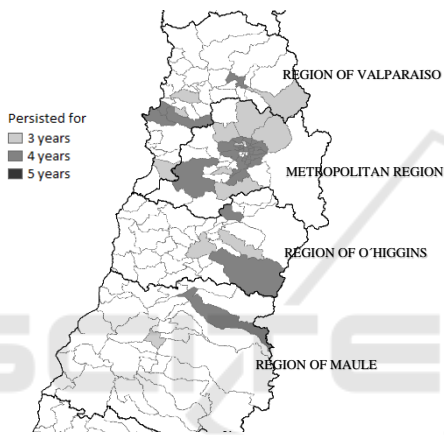 REGION OF VALPARAISO
Persisted for
3 years
4 years
5 years
METROPOLITAN REGION
REGION OF O´HIGGINS
REGION OF MAULE